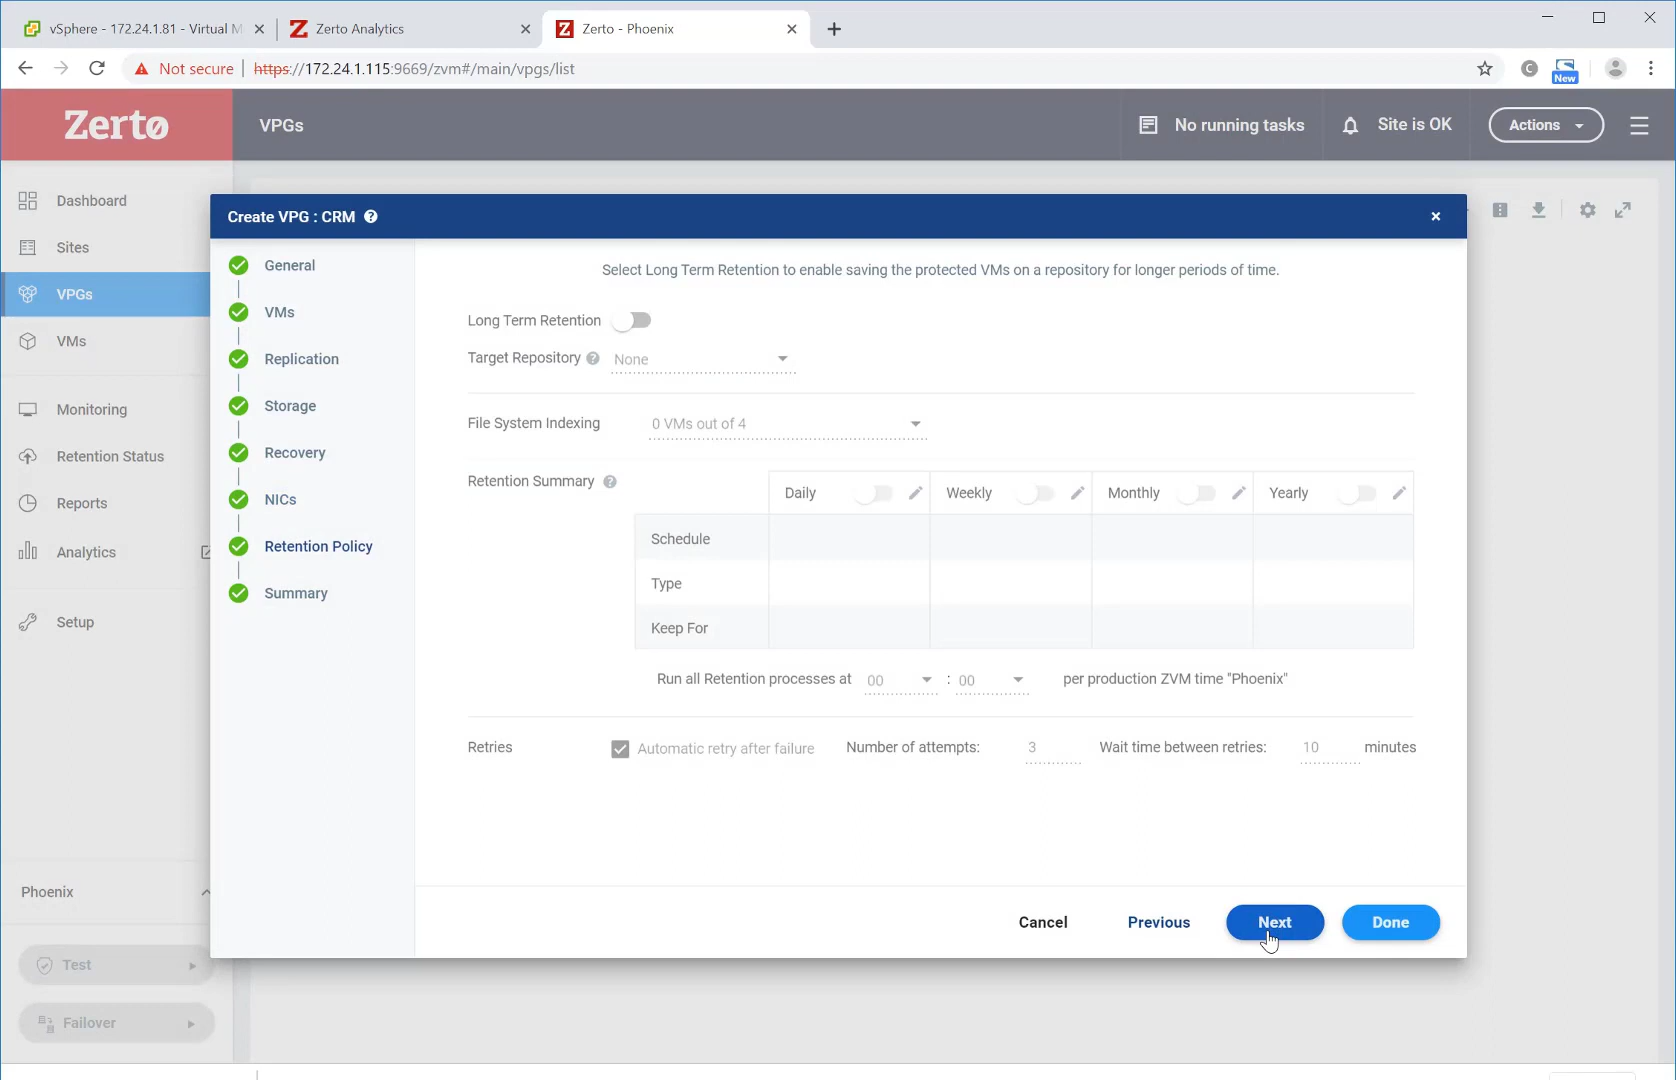 vSphere - 172.24.1.81 - Virtual M
Zerto Analytics
Zerto - Phoenix
Not secure
https://172.24.1.115:9669/zvm#/main/vpgs/list
C
New
Zerto
VPGs
No running tasks
Site is OK
Actions
Dashboard
Sites
VPGs
VMs
Monitoring
Retention Status
Reports
Analytics
Setup
Phoenix
Test
Failover
Create VPG : CRM ?
General
VMs
Replication
Storage
Recovery
NICs
Retention Policy
Summary
Select Long Term Retention to enable saving the protected VMs on a repository for longer periods of time.
Long Term Retention
Target Repository ? None
File System Indexing 0 VMs out of 4
Retention Summary ?
Daily Weekly Monthly Yearly
Schedule
Type
Keep For
Run all Retention processes at 00 : 00 per production ZVM time "Phoenix"
Retries Automatic retry after failure Number of attempts: 3 Wait time between retries: 10 minutes
Cancel Previous Next Done